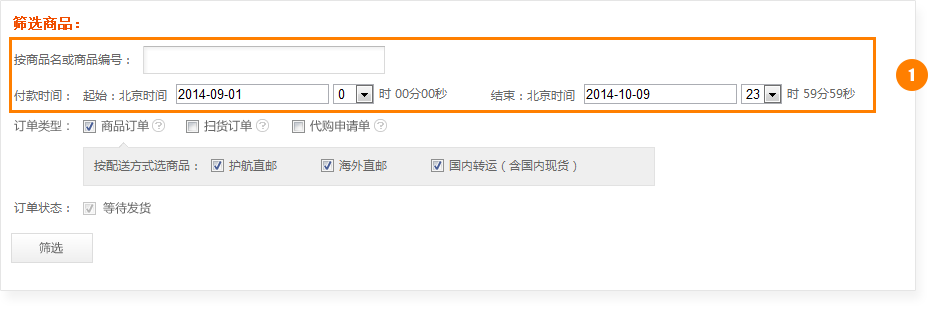 筛选商品：
按商品名或商品编号：
付款时间： 起始：北京时间 2014-09-01 0 时 00分00秒 结束：北京时间 2014-10-09 23 时 59分59秒
1
订单类型： 商品订单 ? 扫货订单 ? 代购申请单 ?
按配送方式选商品： 护航直邮 海外直邮 国内转运（含国内现货）
订单状态： 等待发货
筛选